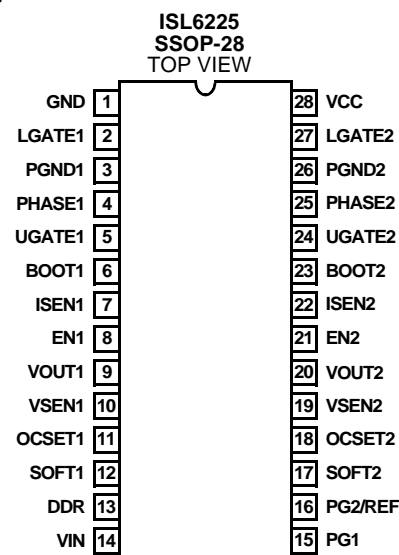 ISL6225
SSOP-28
TOP VIEW
GND 1 28 VCC
LGATE1 2 27 LGATE2
PGND1 3 26 PGND2
PHASE1 4 25 PHASE2
UGATE1 5 24 UGATE2
BOOT1 6 23 BOOT2
ISEN1 7 22 ISEN2
EN1 8 21 EN2
VOUT1 9 20 VOUT2
VSEN1 10 19 VSEN2
OCSET1 11 18 OCSET2
SOFT1 12 17 SOFT2
DDR 13 16 PG2/REF
VIN 14 15 PG1